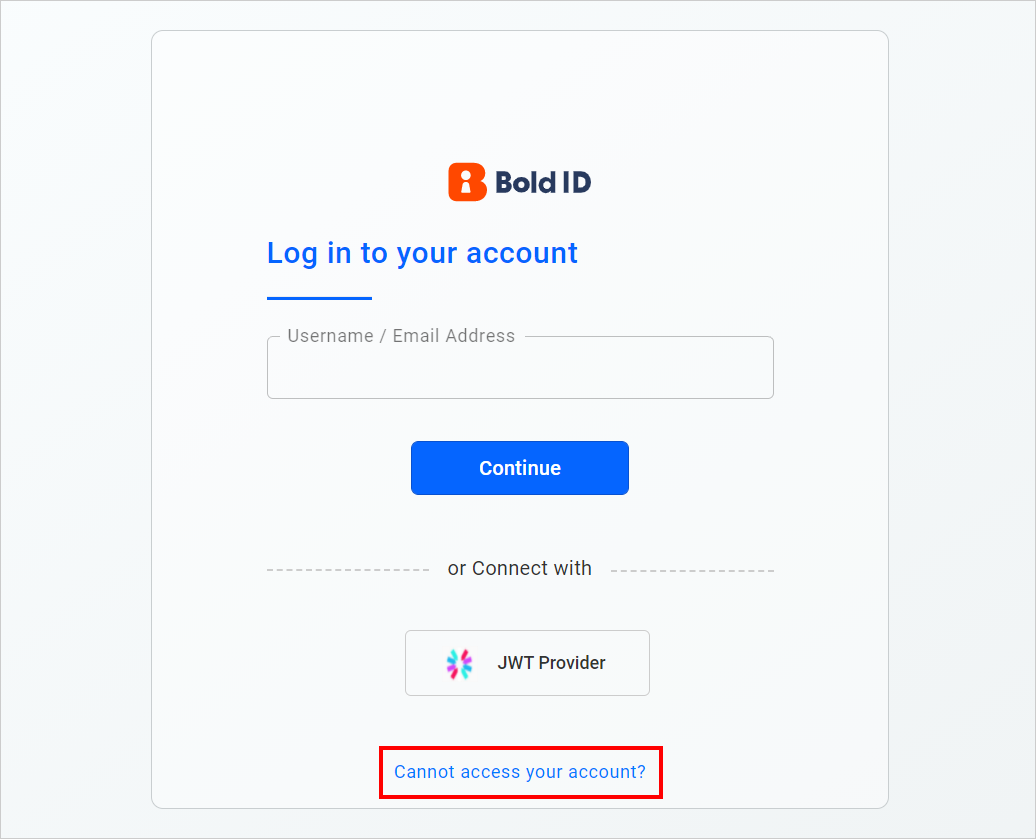 Bold ID
Log in to your account
Username / Email Address
Continue
or Connect with
JWT Provider
Cannot access your account?